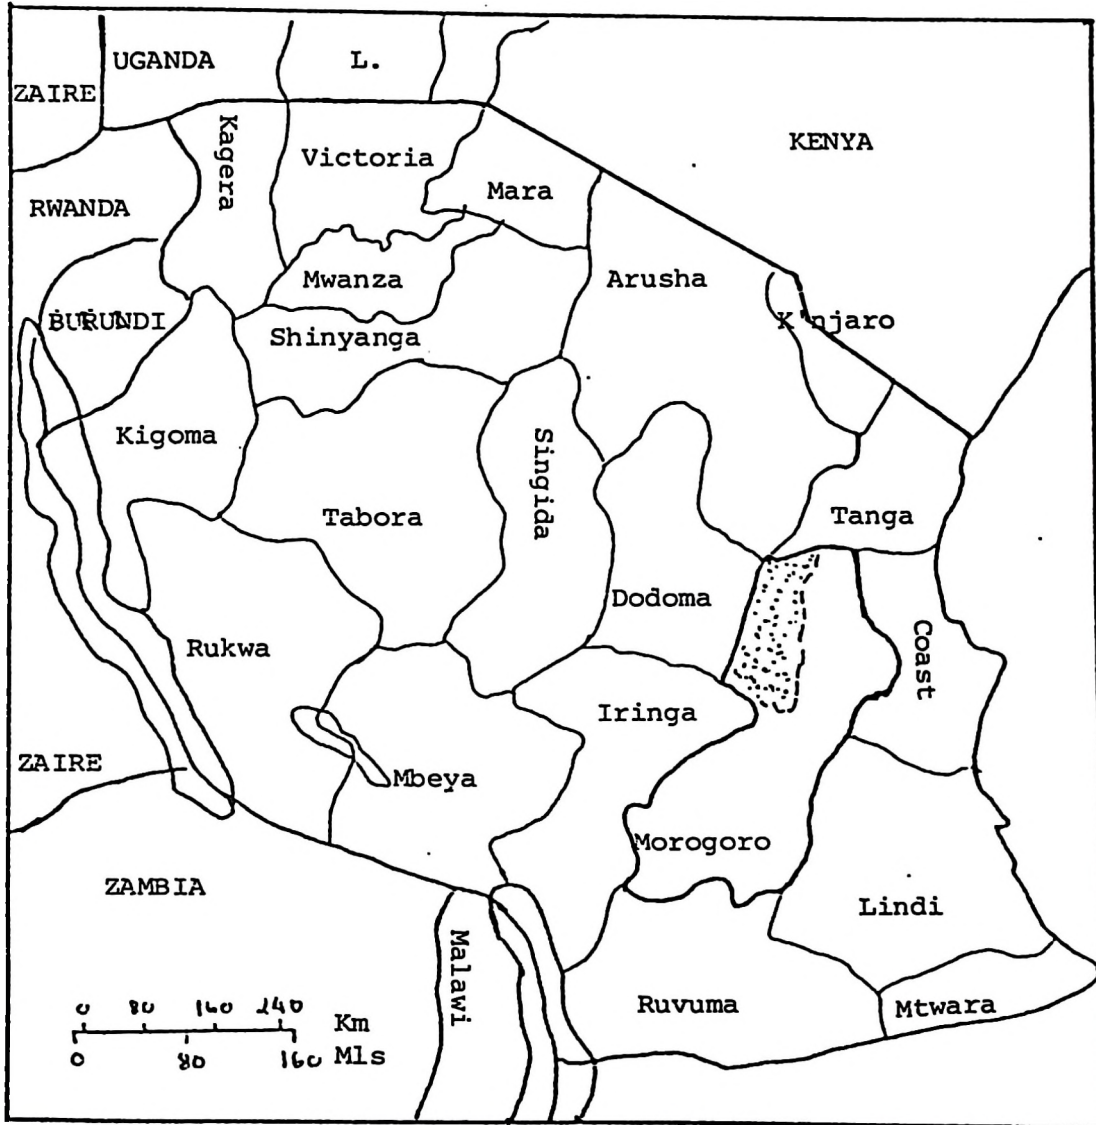 UGANDA
L.
ZAIRE
KENYA
Kagera
Victoria
Mara
RWANDA
Mwanza
Arusha
BURUNDI
Shinyanga
K'njaro
Kigoma
Singida
Tabora
Tanga
Dodoma
Rukwa
Coast
Iringa
ZAIRE
Mbeya
Morogoro
ZAMBIA
Lindi
Malawi
Ruvuma
Mtwara
0 80 160 240
Km
0 80 160 Mls